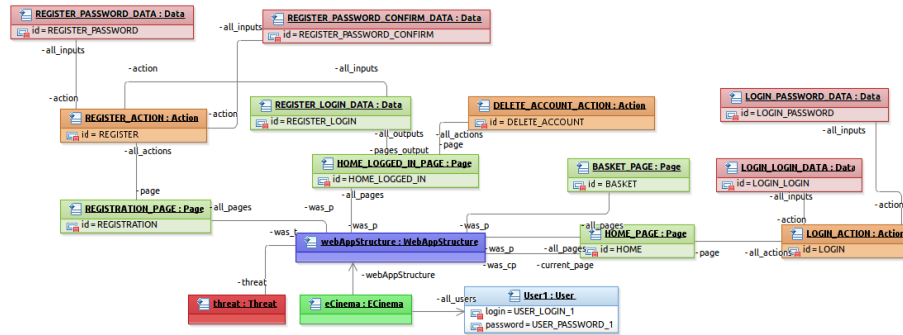 REGISTER_PASSWORD_DATA : Data
id = REGISTER_PASSWORD
REGISTER_PASSWORD_CONFIRM_DATA : Data
id = REGISTER_PASSWORD_CONFIRM
-all_inputs
-all_inputs
-action
-all_inputs
-action
-action
REGISTER_ACTION : Action
id = REGISTER
REGISTER_LOGIN_DATA : Data
id = REGISTER_LOGIN
DELETE_ACCOUNT_ACTION : Action
id = DELETE_ACCOUNT
LOGIN_PASSWORD_DATA : Data
id = LOGIN_PASSWORD
-all_inputs
-all_actions
-all_outputs
-pages_output
-all_actions
-page
HOME_LOGGED_IN_PAGE : Page
id = HOME_LOGGED_IN
BASKET_PAGE : Page
id = BASKET
LOGIN_LOGIN_DATA : Data
id = LOGIN_LOGIN
-page
-all_pages
-all_inputs
-action
-action
REGISTRATION_PAGE : Page
id = REGISTRATION
-all_pages
-was_p
-was_p
-was_p
-all_pages
-was_t
webAppStructure : WebAppStructure
-was_p
-all_pages
-was_cp
-current_page
HOME_PAGE : Page
id = HOME
-page
-all_actions
LOGIN_ACTION : Action
id = LOGIN
-threat
-webAppStructure
threat : Threat
eCinema : ECinema
-all_users
User1 : User
login = USER_LOGIN_1
password = USER_PASSWORD_1